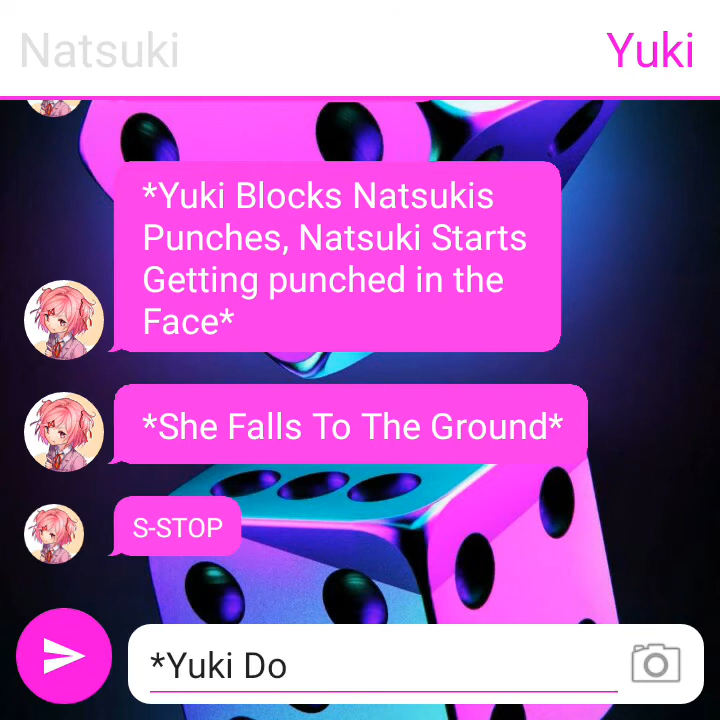 Natsuki
Yuki
*Yuki Blocks Natsukis
Punches, Natsuki Starts
Getting punched in the
Face*
*She Falls To The Ground*
S-STOP
*Yuki Do